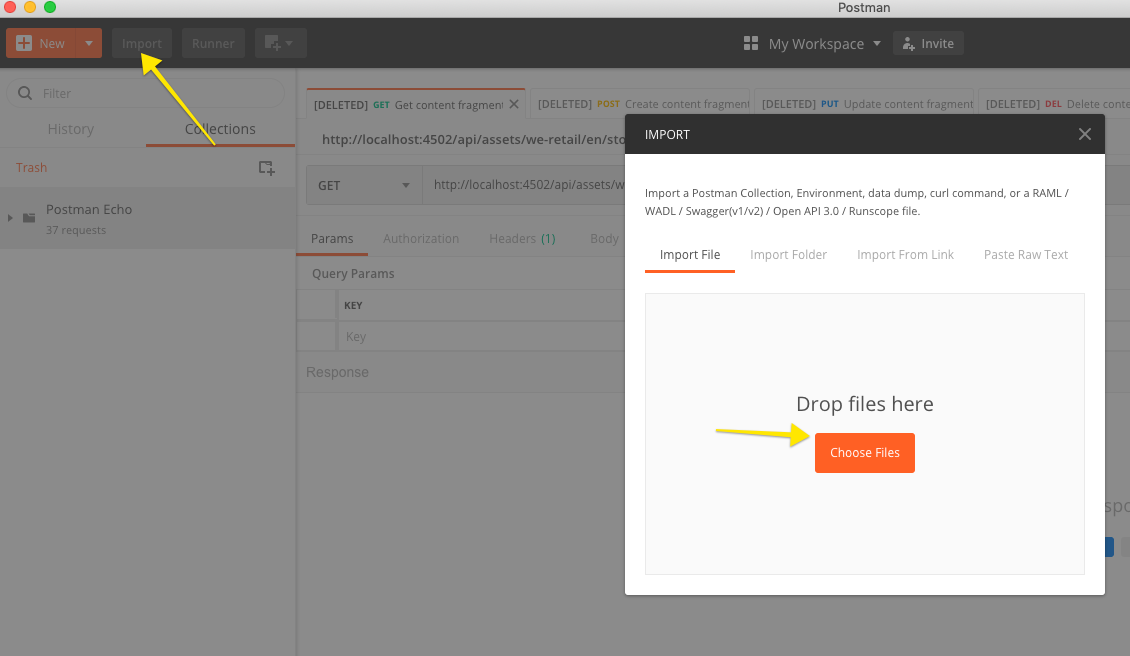 Postman
New
Import
Runner
My Workspace
Invite
Filter
History
Collections
Trash
Postman Echo
37 requests
[DELETED] GET Get content fragment
[DELETED] POST Create content fragment
[DELETED] PUT Update content fragment
[DELETED] DEL Delete conte
http://localhost:4502/api/assets/we-retail/en/sto
GET
http://localhost:4502/api/assets/w
Params
Authorization
Headers (1)
Body
Query Params
KEY
Key
Response
IMPORT
Import a Postman Collection, Environment, data dump, curl command, or a RAML /
WADL / Swagger(v1/v2) / Open API 3.0 / Runscope file.
Import File
Import Folder
Import From Link
Paste Raw Text
Drop files here
Choose Files
spo